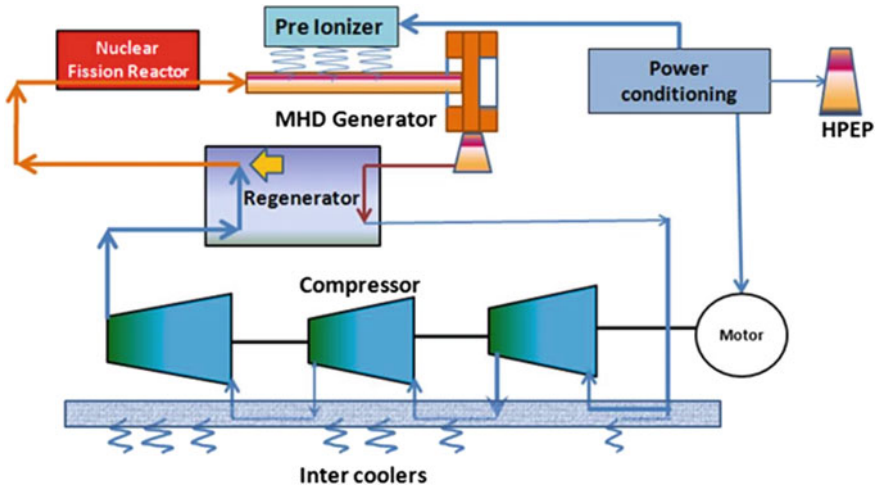 Pre Ionizer
Nuclear
Fission Reactor
Power
conditioning
MHD Generator
HPEP
Regenerator
Compressor
Motor
Inter coolers